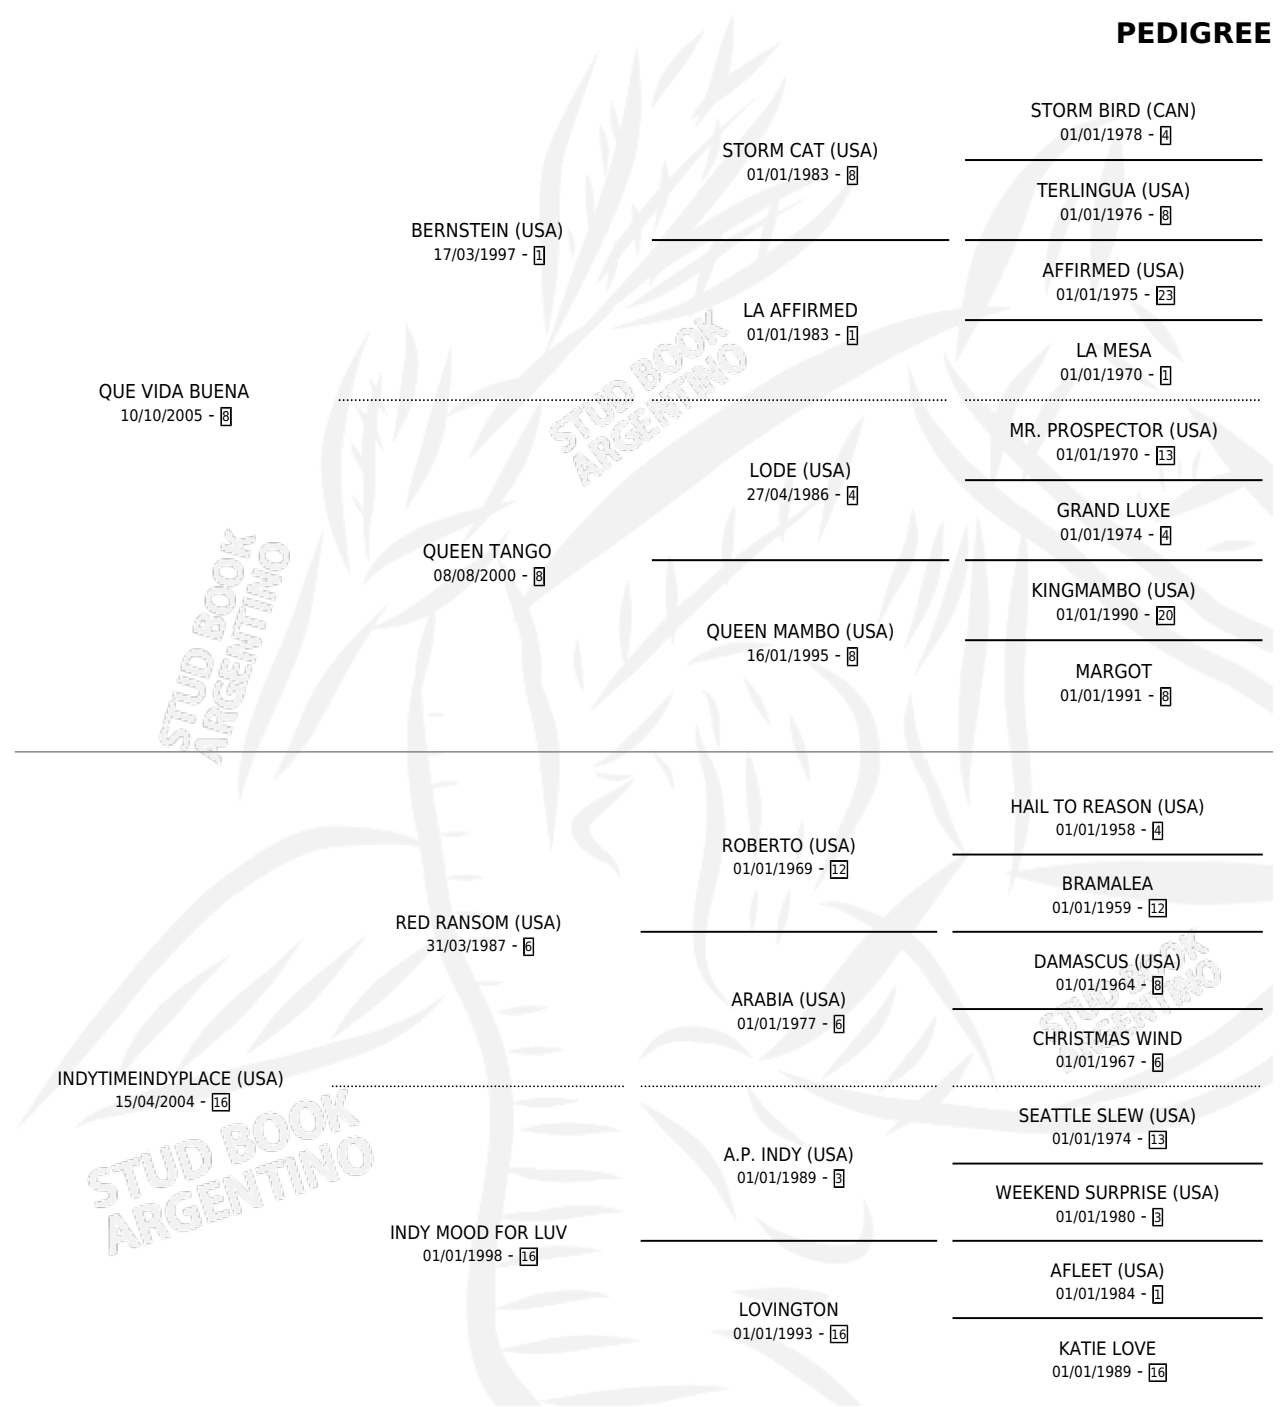 PEDIGREE
STORM BIRD (CAN)
01/01/1978 - 4
STORM CAT (USA)
01/01/1983 - 8
TERLINGUA (USA)
01/01/1976 - 8
BERNSTEIN (USA)
17/03/1997 - 1
AFFIRMED (USA)
01/01/1975 - 23
LA AFFIRMED
01/01/1983 - 1
LA MESA
01/01/1970 - 1
QUE VIDA BUENA
10/10/2005 - 8
STUD BOOK
ARGENTINO
MR. PROSPECTOR (USA)
01/01/1970 - 13
LODE (USA)
27/04/1986 - 4
GRAND LUXE
01/01/1974 - 4
QUEEN TANGO
08/08/2000 - 8
KINGMAMBO (USA)
01/01/1990 - 20
QUEEN MAMBO (USA)
16/01/1995 - 8
MARGOT
01/01/1991 - 8
STUD BOOK
ARGENTINO
HAIL TO REASON (USA)
01/01/1958 - 4
ROBERTO (USA)
01/01/1969 - 12
BRAMALEA
01/01/1959 - 12
RED RANSOM (USA)
31/03/1987 - 6
DAMASCUS (USA)
01/01/1964 - 8
STUD BOOK
ARGENTINO
ARABIA (USA)
01/01/1977 - 6
CHRISTMAS WIND
01/01/1967 - 6
INDYTIMEINDYPLACE (USA)
15/04/2004 - 16
STUD BOOK
ARGENTINO
SEATTLE SLEW (USA)
01/01/1974 - 13
A.P. INDY (USA)
01/01/1989 - 3
WEEKEND SURPRISE (USA)
01/01/1980 - 3
INDY MOOD FOR LUV
01/01/1998 - 16
AFLEET (USA)
01/01/1984 - 1
LOVINGTON
01/01/1993 - 16
KATIE LOVE
01/01/1989 - 16